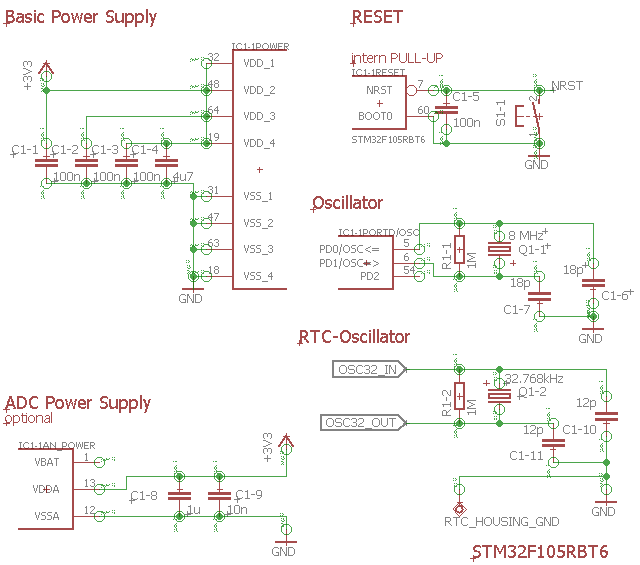 Basic Power Supply
RESET
IC1-1POWER
intern PULL-UP
+3V3
32
VDD_1
48
VDD_2
64
VDD_3
19
VDD_4
C1-1
C1-2
C1-3
C1-4
100n
100n
100n
4u7
31
VSS_1
47
VSS_2
63
VSS_3
18
VSS_4
GND
IC1-1RESET
NRST
7
BOOT0
60
STM32F105RBT6
C1-5
100n
S1-1
2
1
NRST
GND
Oscillator
IC1-1PORTD/OSC
PD0/OSC<=
5
PD1/OSC=>
6
PD2
54
R1-1
1M
8 MHz
Q1-1
18p
C1-7
18p
C1-6
GND
RTC-Oscillator
OSC32_IN
OSC32_OUT
R1-2
1M
32.768kHz
Q1-2
12p
C1-10
12p
C1-11
RTC_HOUSING_GND
GND
ADC Power Supply
optional
IC1-1AN_POWER
VBAT
1
VDDA
13
VSSA
12
C1-8
1u
C1-9
10n
+3V3
GND
STM32F105RBT6